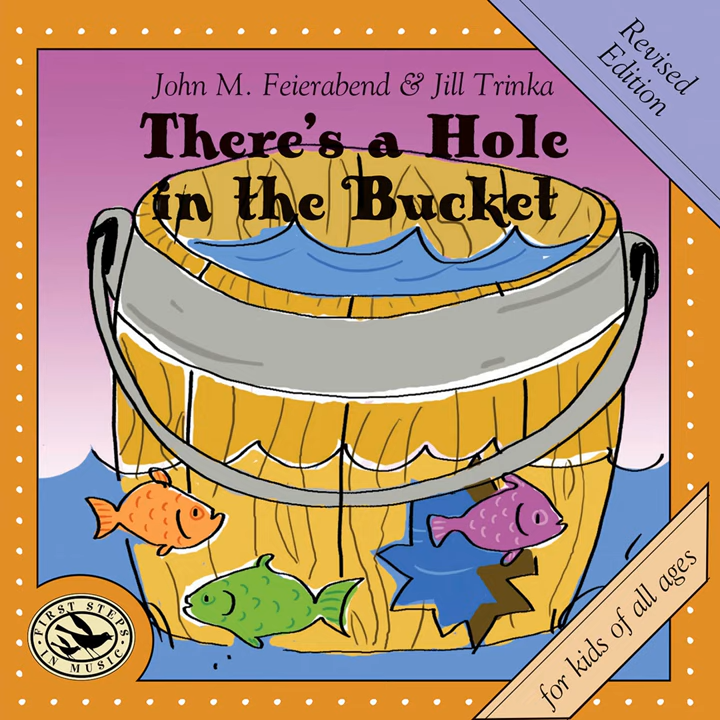 Revised
Edition
John M. Feierabend & Jill Trinka
There's a Hole
in the Bucket
FIRST STEPS
IN MUSIC
for kids of all ages